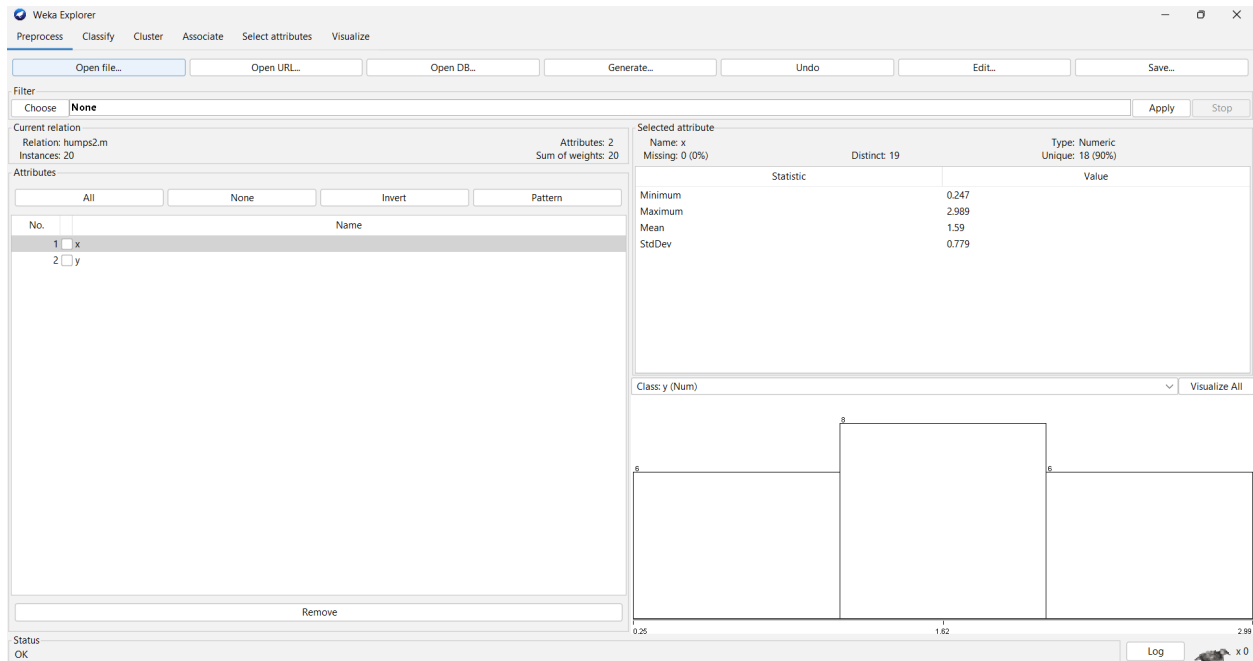 Weka Explorer
Preprocess Classify Cluster Associate Select attributes Visualize
Open file... Open URL... Open DB... Generate... Undo Edit... Save...
Filter
Choose None Apply Stop
Current relation
Relation: humps2.m Attributes: 2
Instances: 20 Sum of weights: 20
Attributes
All None Invert Pattern
No. Name
1 x
2 y
Remove
Selected attribute
Name: x Type: Numeric
Missing: 0 (0%) Distinct: 19 Unique: 18 (90%)
Statistic Value
Minimum 0.247
Maximum 2.989
Mean 1.59
StdDev 0.779
Class: y (Num) Visualize All
8
6 6
0.25 1.62 2.99
Status
OK Log x 0